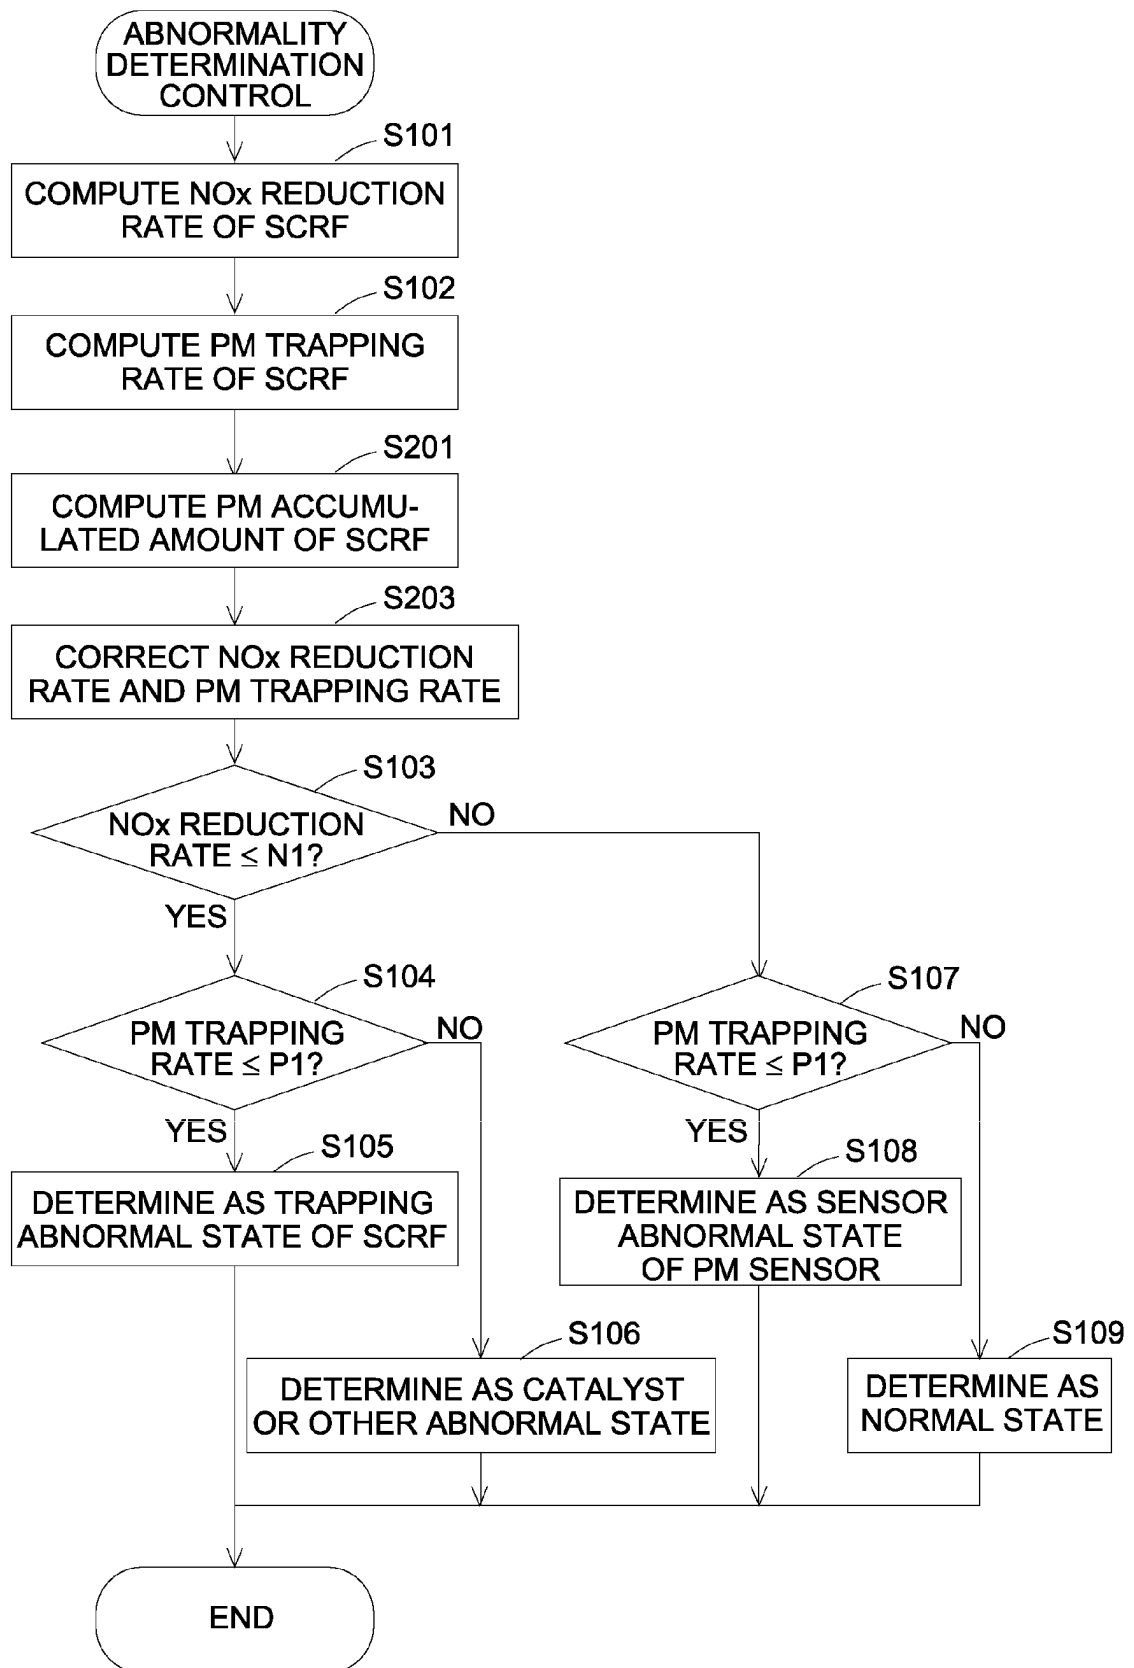 ABNORMALITY
DETERMINATION
CONTROL
S101
COMPUTE NOx REDUCTION
RATE OF SCRF
S102
COMPUTE PM TRAPPING
RATE OF SCRF
S201
COMPUTE PM ACCUMU-
LATED AMOUNT OF SCRF
S203
CORRECT NOx REDUCTION
RATE AND PM TRAPPING RATE
S103
NOx REDUCTION
RATE ≤ N1?
NO
YES
S104
PM TRAPPING
RATE ≤ P1?
NO
YES
S107
PM TRAPPING
RATE ≤ P1?
NO
YES
S105
DETERMINE AS TRAPPING
ABNORMAL STATE OF SCRF
S108
DETERMINE AS SENSOR
ABNORMAL STATE
OF PM SENSOR
S106
DETERMINE AS CATALYST
OR OTHER ABNORMAL STATE
S109
DETERMINE AS
NORMAL STATE
END